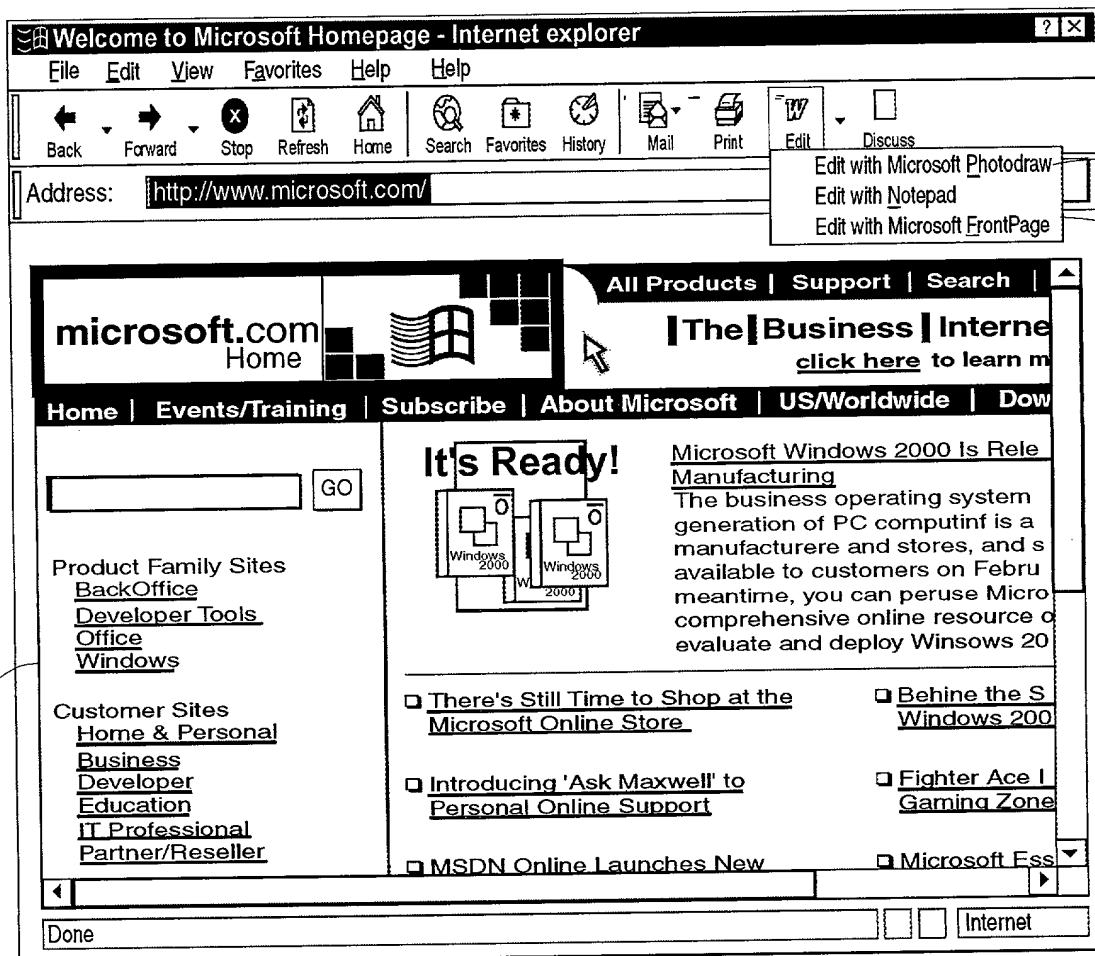 Welcome to Microsoft Homepage - Internet explorer ? X
File Edit View Favorites Help Help
Back Forward Stop Refresh Home Search Favorites History Mail Print Edit Discuss
Edit with Microsoft Photodraw
Edit with Notepad
Edit with Microsoft FrontPage
Address: http://www.microsoft.com/
All Products | Support | Search |
microsoft.com
Home
The Business Interne
click here to learn m
Home | Events/Training | Subscribe | About Microsoft | US/Worldwide | Dow
GO
Product Family Sites
BackOffice
Developer Tools
Office
Windows
Customer Sites
Home & Personal
Business
Developer
Education
IT Professional
Partner/Reseller
It's Ready!
Windows
2000
Windows
2000
W
2000
Microsoft Windows 2000 Is Rele
Manufacturing
The business operating system
generation of PC computinf is a
manufacturere and stores, and s
available to customers on Febru
meantime, you can peruse Micro
comprehensive online resource o
evaluate and deploy Winsows 20
There's Still Time to Shop at the
Microsoft Online Store
Behine the S
Windows 200
Introducing 'Ask Maxwell' to
Personal Online Support
Fighter Ace I
Gaming Zone
MSDN Online Launches New
Microsoft Ess
Done
Internet